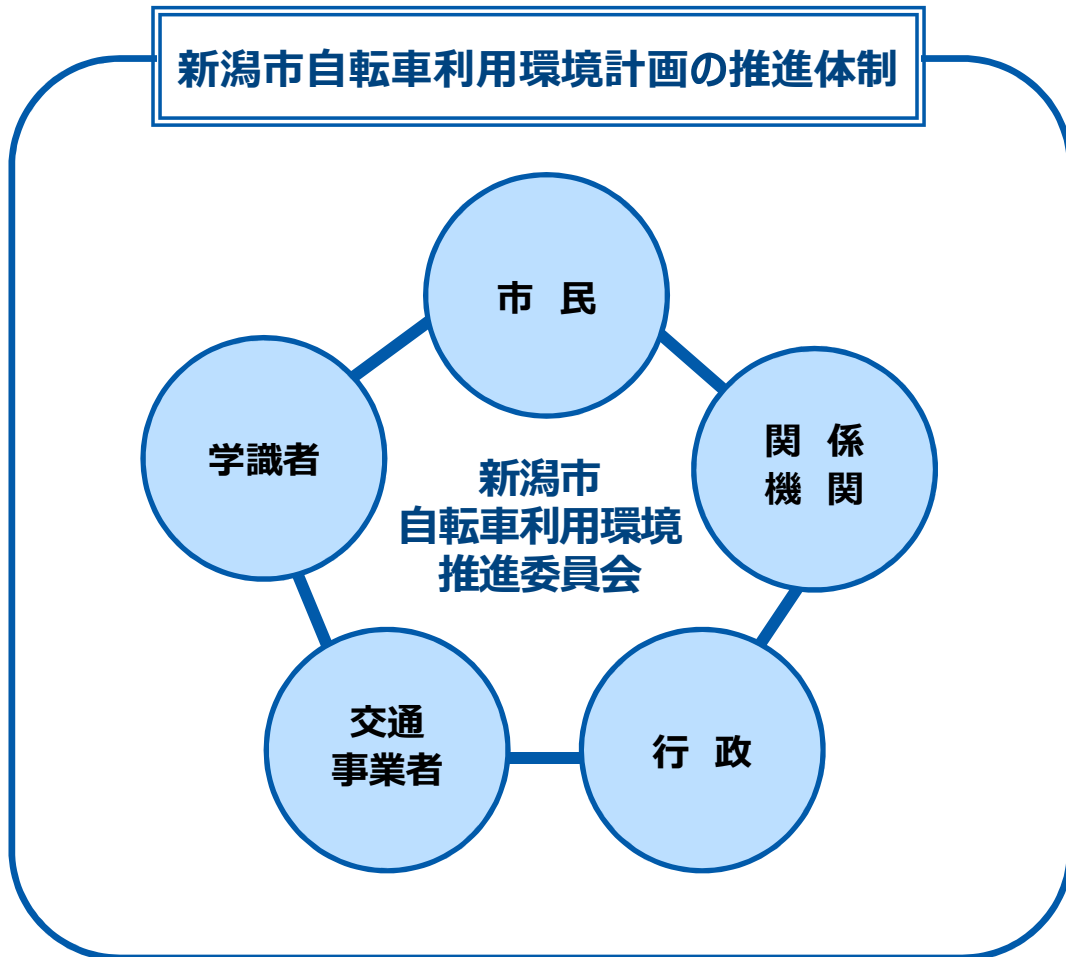 新潟市自転車利用環境計画の推進体制
市 民
関 係
機 関
学識者
新潟市
自転車利用環境
推進委員会
交通
事業者
行 政